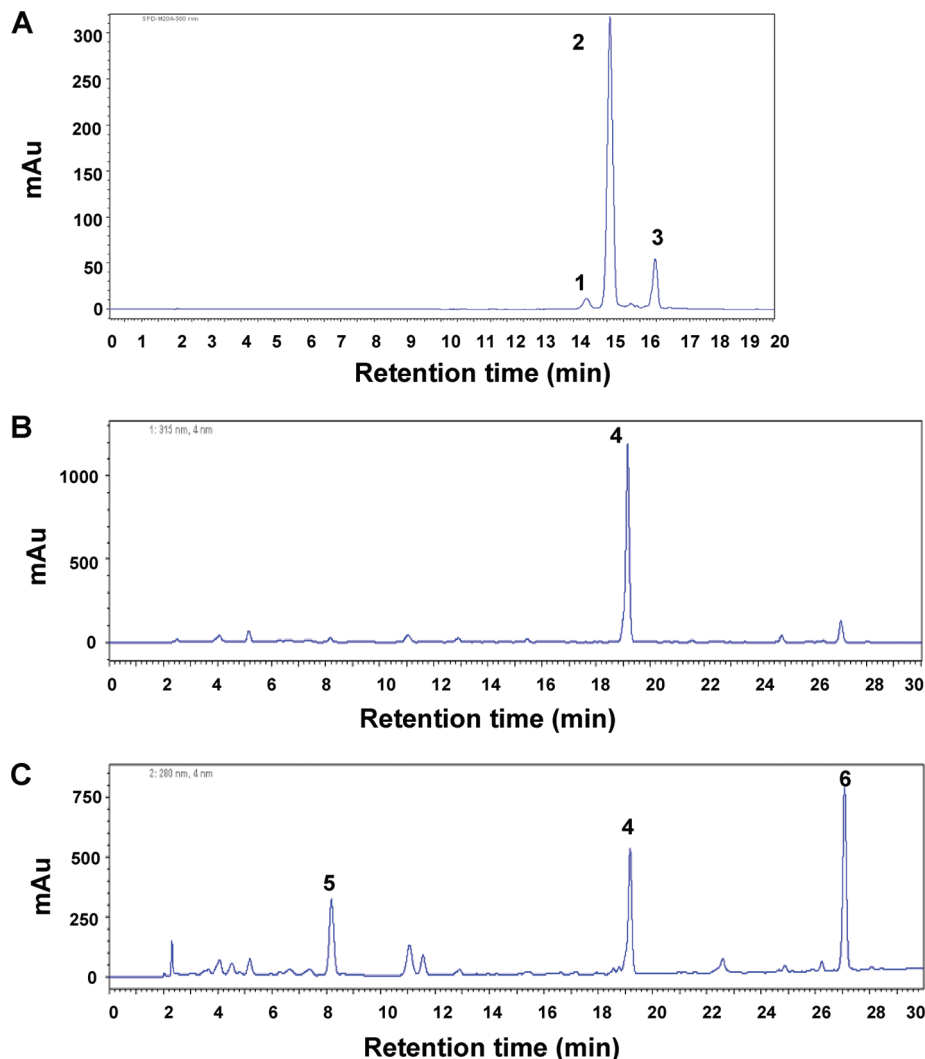 A
SPD-M20A-500 nm
2
3
1
300
250
200
150
100
50
0
mAu
0 1 2 3 4 5 6 7 8 9 10 11 12 13 14 15 16 17 18 19 20
Retention time (min)
B
1: 315 nm, 4 nm
4
1000
500
0
mAu
0 2 4 6 8 10 12 14 16 18 20 22 24 26 28 30
Retention time (min)
C
2: 280 nm, 4 nm
6
4
5
750
500
250
0
mAu
0 2 4 6 8 10 12 14 16 18 20 22 24 26 28 30
Retention time (min)